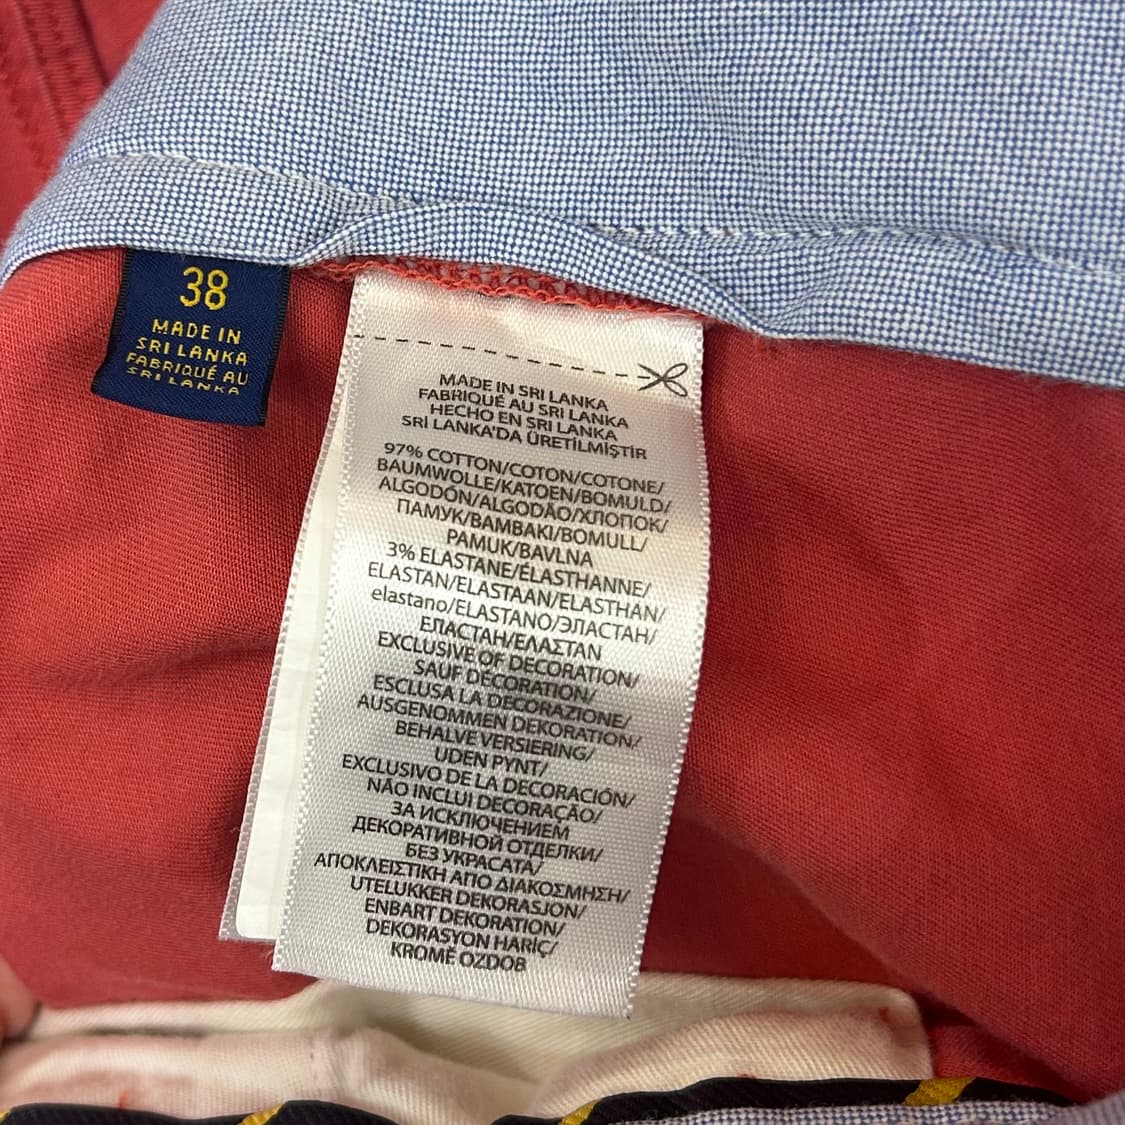 38
MADE IN
SRI LANKA
FABRIQUÉ AU
SRI LANKA
MADE IN SRI LANKA
FABRIQUÉ AU SRI LANKA
HECHO EN SRI LANKA
SRİ LANKA'DA ÜRETİLMİŞTİR
97% COTTON/COTON/COTONE/
BAUMWOLLE/KATOEN/BOMULD/
ALGODÓN/ALGODÃO/ХЛОПОК/
ПАМУК/BAMBAKI/BOMULL/
PAMUK/BAVLNA
3% ELASTANE/ÉLASTHANNE/
ELASTAN/ELASTAAN/ELASTHAN/
elastano/ELASTANO/ЭЛАСТАН/
ЕЛАСТАН/ΕΛΑΣΤΑΝ
EXCLUSIVE OF DECORATION/
SAUF DÉCORATION/
ESCLUSA LA DECORAZIONE/
AUSGENOMMEN DEKORATION/
BEHALVE VERSIERING/
UDEN PYNT/
EXCLUSIVO DE LA DECORACIÓN/
NÃO INCLUI DECORAÇÃO/
ЗА ИСКЛЮЧЕНИЕМ
ДЕКОРАТИВНОЙ ОТДЕЛКИ/
БЕЗ УКРАСАТА/
ΑΠΟΚΛΕΙΣΤΙΚΗ ΑΠΟ ΔΙΑΚΟΣΜΗΣΗ/
UTELUKKER DEKORASJON/
ENBART DEKORATION/
DEKORASYON HARİÇ/
KROMĚ OZDOB